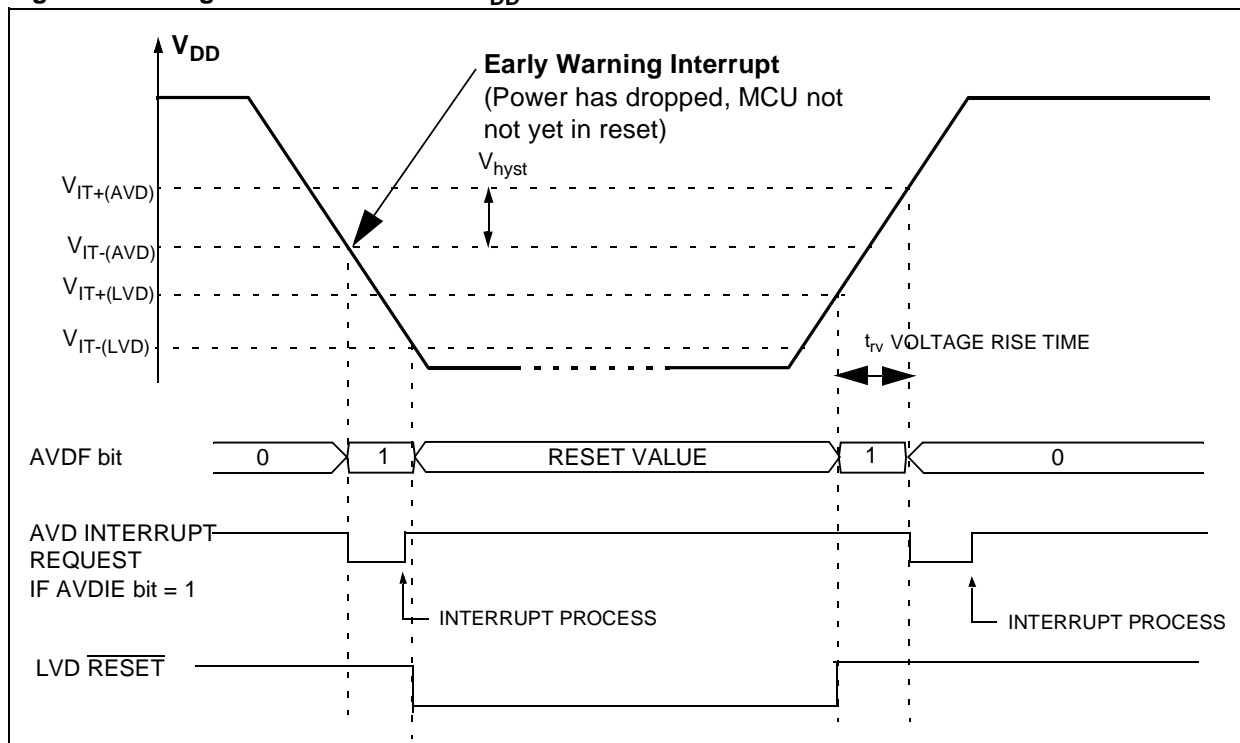 V_DD
Early Warning Interrupt
(Power has dropped, MCU not
not yet in reset)
V_hyst
V_IT+(AVD)
V_IT-(AVD)
V_IT+(LVD)
V_IT-(LVD)
t_rv VOLTAGE RISE TIME
AVDF bit
0
1
RESET VALUE
1
0
AVD INTERRUPT
REQUEST
IF AVDIE bit = 1
INTERRUPT PROCESS
INTERRUPT PROCESS
LVD RESET